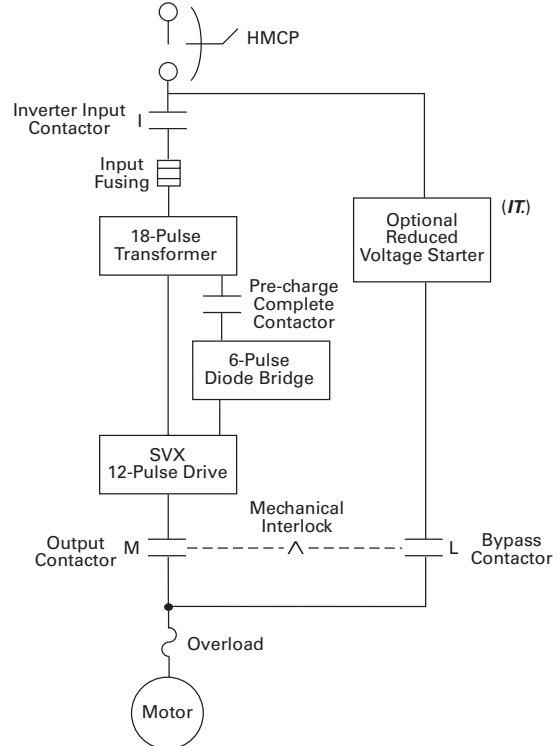 HMCP
Inverter Input
Contactor
I
Input
Fusing
18-Pulse
Transformer
Optional
Reduced
Voltage Starter
(IT.)
Pre-charge
Complete
Contactor
6-Pulse
Diode Bridge
SVX
12-Pulse Drive
Mechanical
Interlock
Output
Contactor
M
L
Bypass
Contactor
Overload
Motor